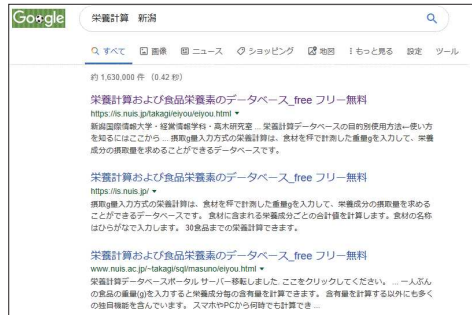 Google
栄養計算　新潟
すべて 画像 ニュース ショッピング 地図 もっと見る 設定 ツール
約 1,630,000 件 (0.42 秒)
栄養計算および食品栄養素のデータベース_free フリー無料
https://is.nuis.jp/takagi/eiyou/eiyou.html ▼
新潟国際情報大学・経営情報学科・高木研究室 ... 栄養計算データベースの目的別使用方法←使い方
を知るにはここから ... 摂取g量入力方式の栄養計算は、食材を秤で計測した重量gを入力して、栄養
成分の摂取量を求めることができるデータベースです。
栄養計算および食品栄養素のデータベース_free フリー無料
https://is.nuis.jp/ ▼
摂取g量入力方式の栄養計算は、食材を秤で計測した重量gを入力して、栄養成分の摂取量を求める
ことができるデータベースです。 食材に含まれる栄養成分ごとの合計値を計算します。食材の名称
はひらがなで入力します。 30食品までの栄養計算できます。
栄養計算および食品栄養素のデータベース_free フリー無料
www.nuis.ac.jp/~takagi/sql/masuno/eiyou.html ▼
栄養計算データベースポータル サーバー移転しました. ここをクリックしてください。 ... 一人ぶん
の食品の重量(g)を入力すると栄養成分毎の含有量を計算できます。 含有量を計算する以外にも多く
の独自機能を含んでいます。 スマホやPCから何時でも計算でき ...